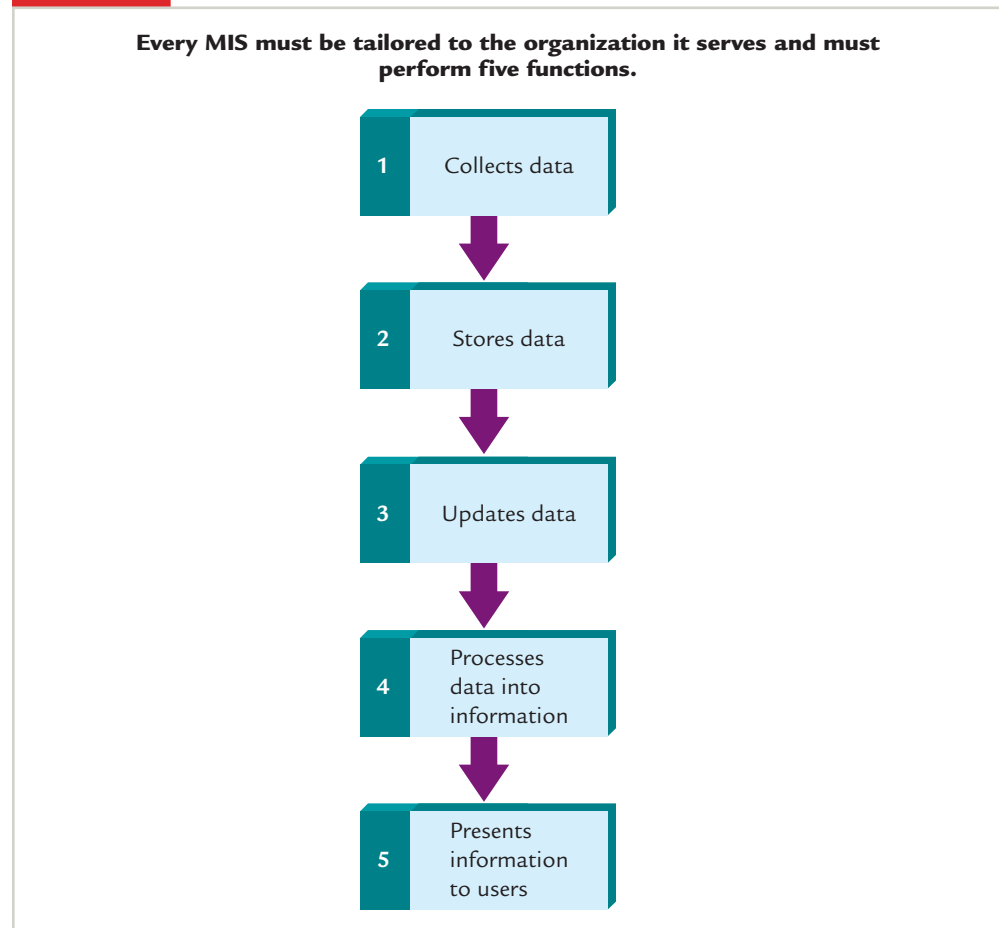 Every MIS must be tailored to the organization it serves and must
perform five functions.
1
Collects data
2
Stores data
3
Updates data
4
Processes
data into
information
5
Presents
information
to users